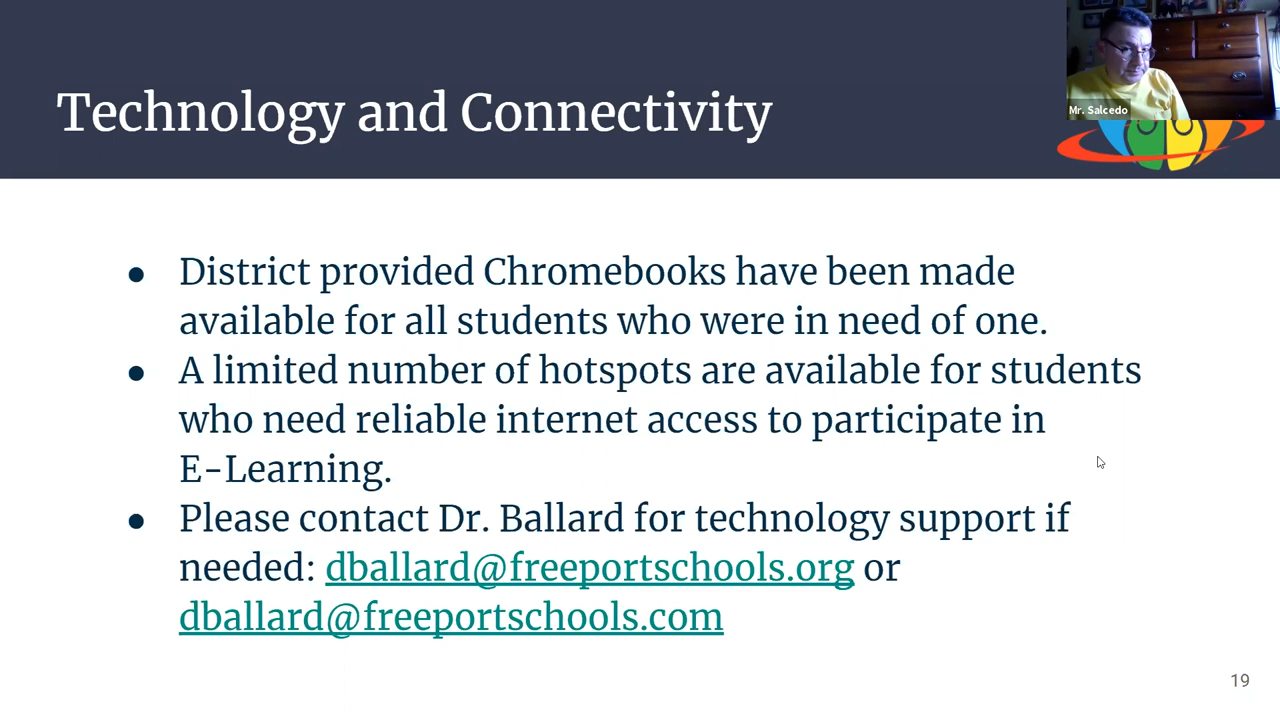 Technology and Connectivity
Mr. Salcedo
● District provided Chromebooks have been made
available for all students who were in need of one.
● A limited number of hotspots are available for students
who need reliable internet access to participate in
E-Learning.
● Please contact Dr. Ballard for technology support if
needed: dballard@freeportschools.org or
dballard@freeportschools.com
19